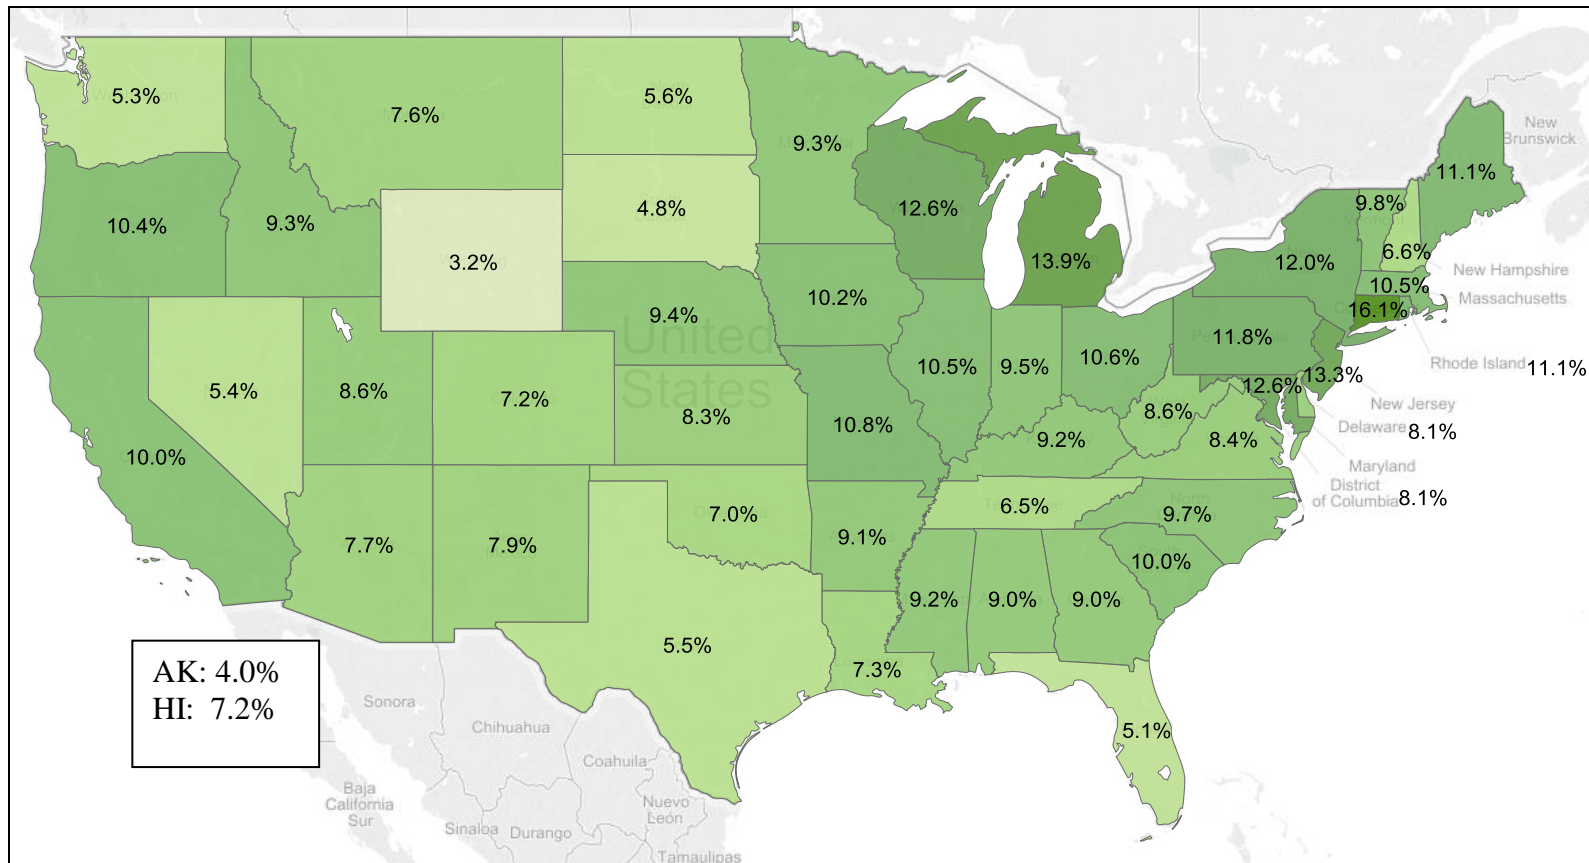 5.3%
7.6%
5.6%
9.3%
11.1%
New
Brunswick
10.4%
9.3%
4.8%
12.6%
9.8%
Vermont
3.2%
13.9%
12.0%
6.6%
New Hampshire
10.5%
Massachusetts
10.2%
9.4%
16.1%
United
States
11.8%
Rhode Island 11.1%
5.4%
8.6%
7.2%
10.5%
9.5%
10.6%
12.6%
13.3%
New Jersey
8.3%
10.8%
9.2%
8.6%
8.4%
Delaware 8.1%
10.0%
Maryland
District
of Columbia 8.1%
7.7%
7.9%
7.0%
9.1%
6.5%
9.7%
10.0%
9.2%
9.0%
9.0%
5.5%
7.3%
5.1%
AK: 4.0%
HI: 7.2%
Sonora
Chihuahua
Coahuila
Baja
California
Sur
Nuevo
León
Sinaloa
Durango
Tamaulipas